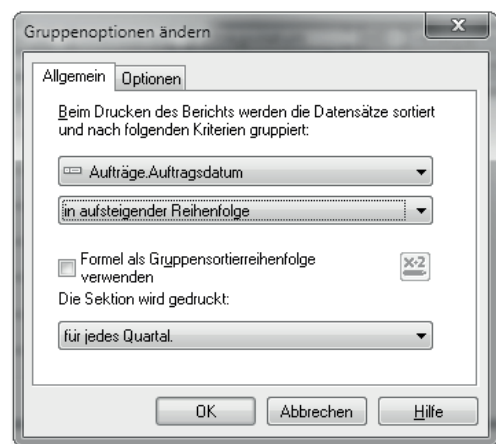 Gruppenoptionen ändern
Allgemein
Optionen
Beim Drucken des Berichts werden die Datensätze sortiert
und nach folgenden Kriterien gruppiert:
Aufträge.Auftragsdatum
in aufsteigender Reihenfolge
Formel als Gruppensortierreihenfolge
verwenden
x·2
Die Sektion wird gedruckt:
für jedes Quartal.
OK
Abbrechen
Hilfe